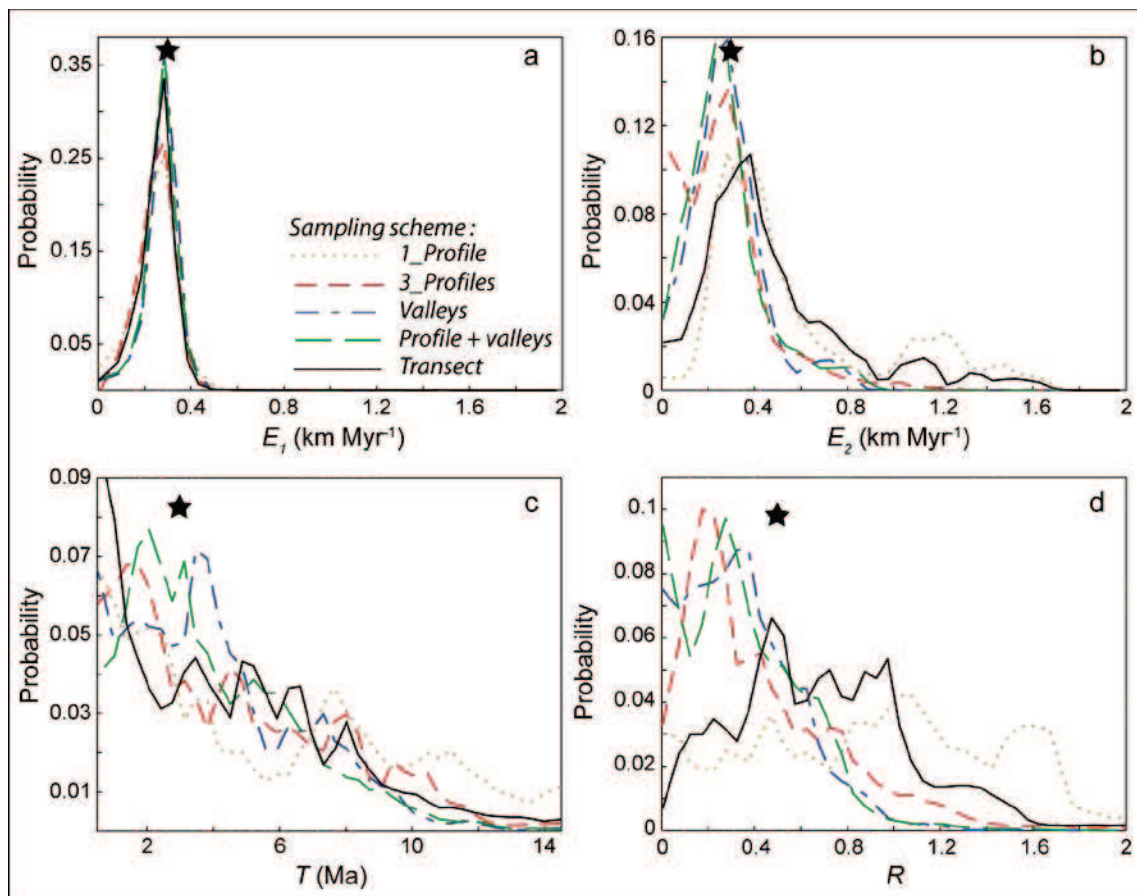 a
0.35
0.25
0.15
0.05
Probability
0 0.4 0.8 1.2 1.6 2
E1 (km Myr-1)
Sampling scheme :
1_Profile
3_Profiles
Valleys
Profile + valleys
Transect
b
0.16
0.12
0.08
0.04
0
Probability
0 0.4 0.8 1.2 1.6 2
E2 (km Myr-1)
c
0.09
0.07
0.05
0.03
0.01
Probability
2 6 10 14
T (Ma)
d
0.1
0.08
0.06
0.04
0.02
0
Probability
0 0.4 0.8 1.2 1.6 2
R